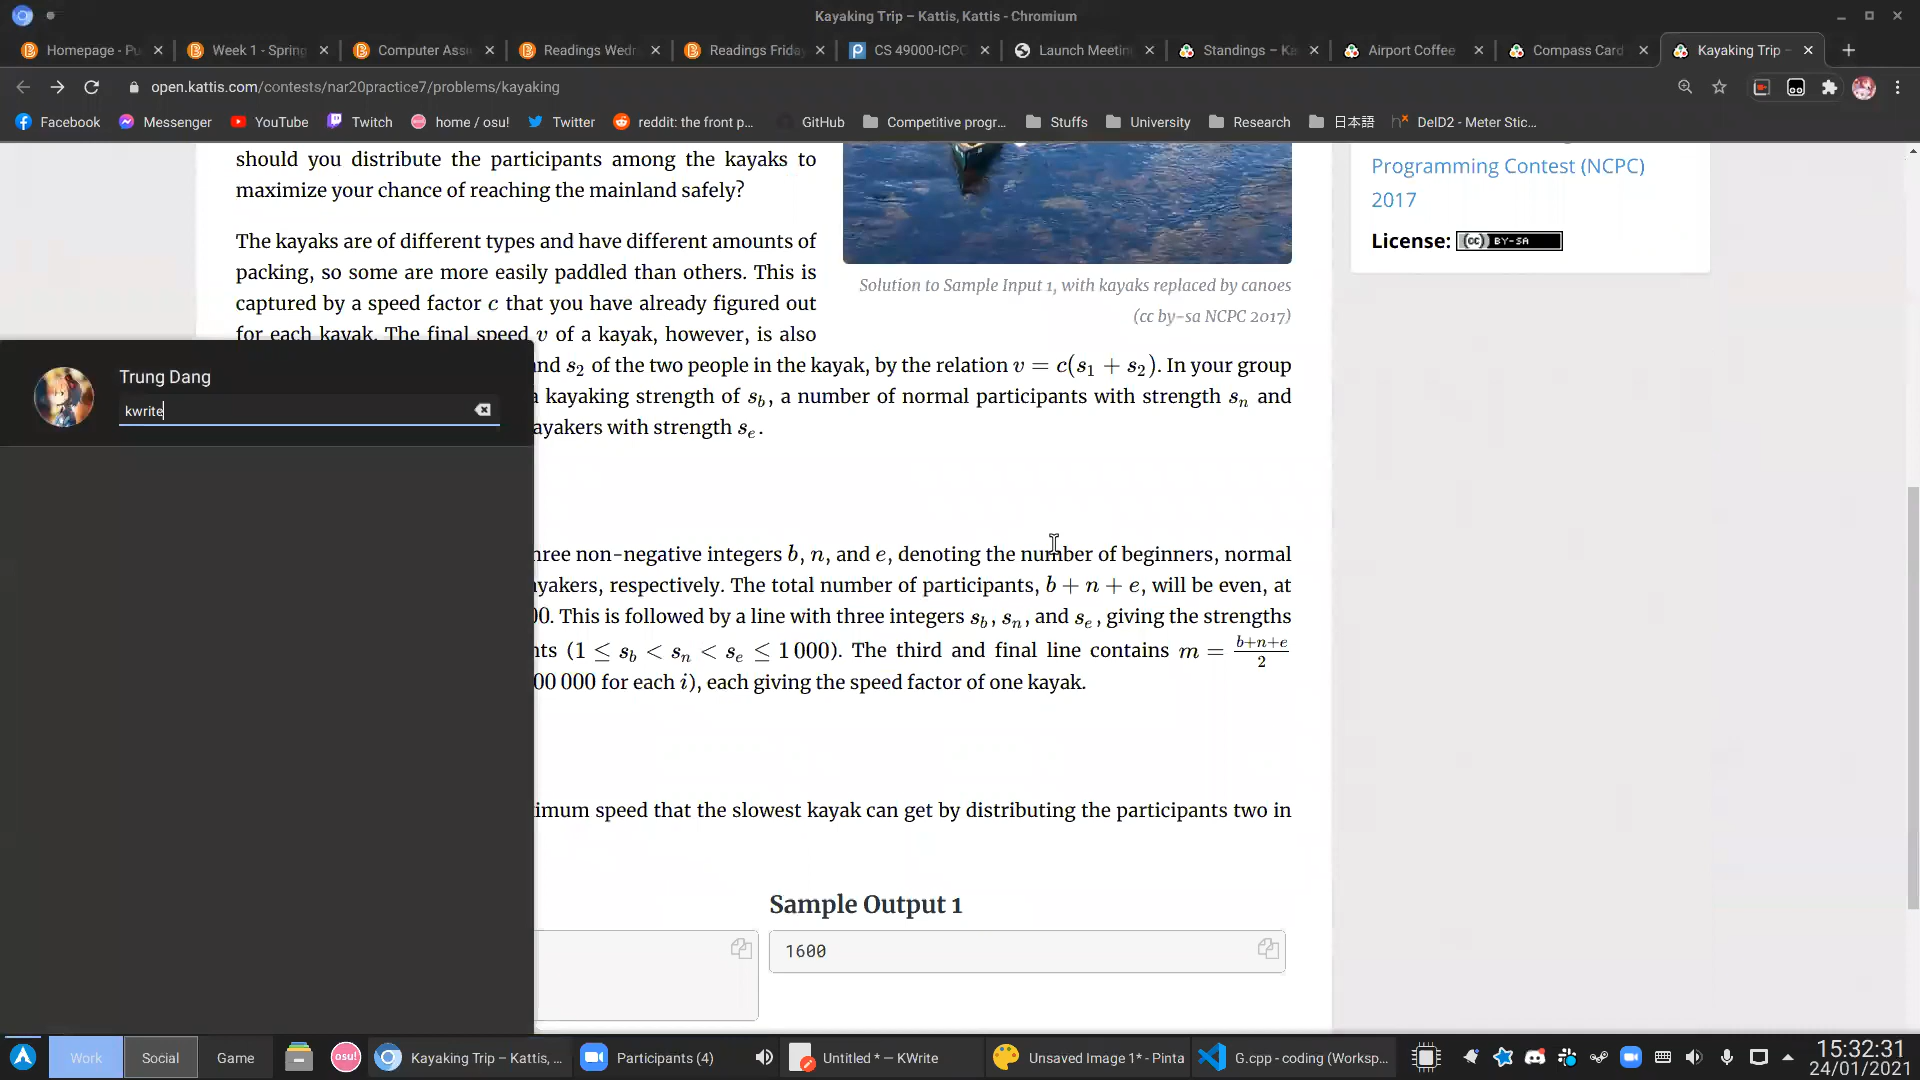 Kayaking Trip – Kattis, Kattis - Chromium
Homepage - Pu
Week 1 - Spring
Computer Assi
Readings Wedn
Readings Friday
CS 49000-ICPC
Launch Meetin
Standings – Ka
Airport Coffee
Compass Card
Kayaking Trip –
open.kattis.com/contests/nar20practice7/problems/kayaking
Facebook
Messenger
YouTube
Twitch
home / osu!
Twitter
reddit: the front p...
GitHub
Competitive progr...
Stuffs
University
Research
日本語
DelD2 - Meter Stic...
should you distribute the participants among the kayaks to
maximize your chance of reaching the mainland safely?
The kayaks are of different types and have different amounts of
packing, so some are more easily paddled than others. This is
captured by a speed factor c that you have already figured out
for each kayak. The final speed v of a kayak, however, is also
nd s₂ of the two people in the kayak, by the relation v = c(s₁ + s₂). In your group
a kayaking strength of s_b, a number of normal participants with strength s_n and
ayakers with strength s_e.
Solution to Sample Input 1, with kayaks replaced by canoes
(cc by-sa NCPC 2017)
Programming Contest (NCPC)
2017
License: (cc) BY-SA
Trung Dang
kwrite
hree non-negative integers b, n, and e, denoting the number of beginners, normal
ayakers, respectively. The total number of participants, b + n + e, will be even, at
00. This is followed by a line with three integers s_b, s_n, and s_e, giving the strengths
nts (1 ≤ s_b < s_n < s_e ≤ 1 000). The third and final line contains m = (b+n+e)/2
00 000 for each i), each giving the speed factor of one kayak.
imum speed that the slowest kayak can get by distributing the participants two in
Sample Output 1
1600
Work
Social
Game
osu!
Kayaking Trip – Kattis, ...
Participants (4)
Untitled * — KWrite
Unsaved Image 1* - Pinta
G.cpp - coding (Worksp...
15:32:31
24/01/2021